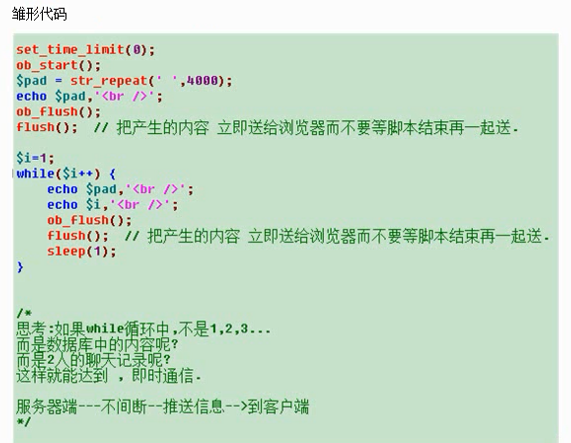 雏形代码
set_time_limit(0);
ob_start();
$pad = str_repeat(' ',4000);
echo $pad,'<br />';
ob_flush();
flush();  // 把产生的内容 立即送给浏览器而不要等脚本结束再一起送.
$i=1;
while($i++) {
    echo $pad,'<br />';
    echo $i,'<br />';
    ob_flush();
    flush();  // 把产生的内容 立即送给浏览器而不要等脚本结束再一起送.
    sleep(1);
}
/*
思考:如果while循环中,不是1,2,3...
而是数据库中的内容呢?
而是2人的聊天记录呢?
这样就能达到 , 即时通信.
服务器端---不间断--推送信息-->到客户端
*/